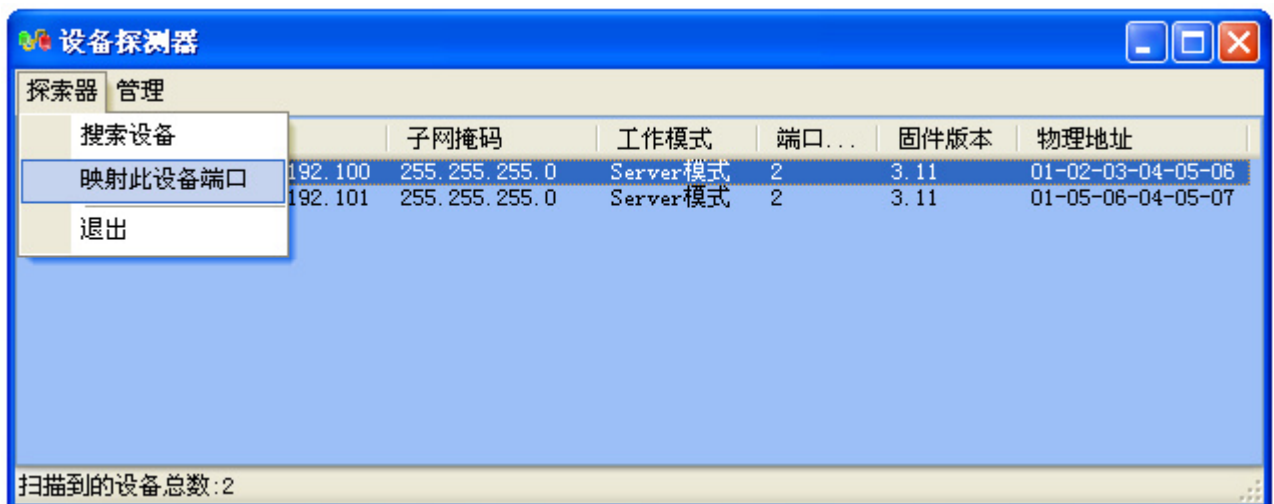 设备探测器
探索器 管理
搜索设备 子网掩码 工作模式 端口... 固件版本 物理地址
映射此设备端口 192.100 255.255.255.0 Server模式 2 3.11 01-02-03-04-05-06
192.101 255.255.255.0 Server模式 2 3.11 01-05-06-04-05-07
退出
扫描到的设备总数:2